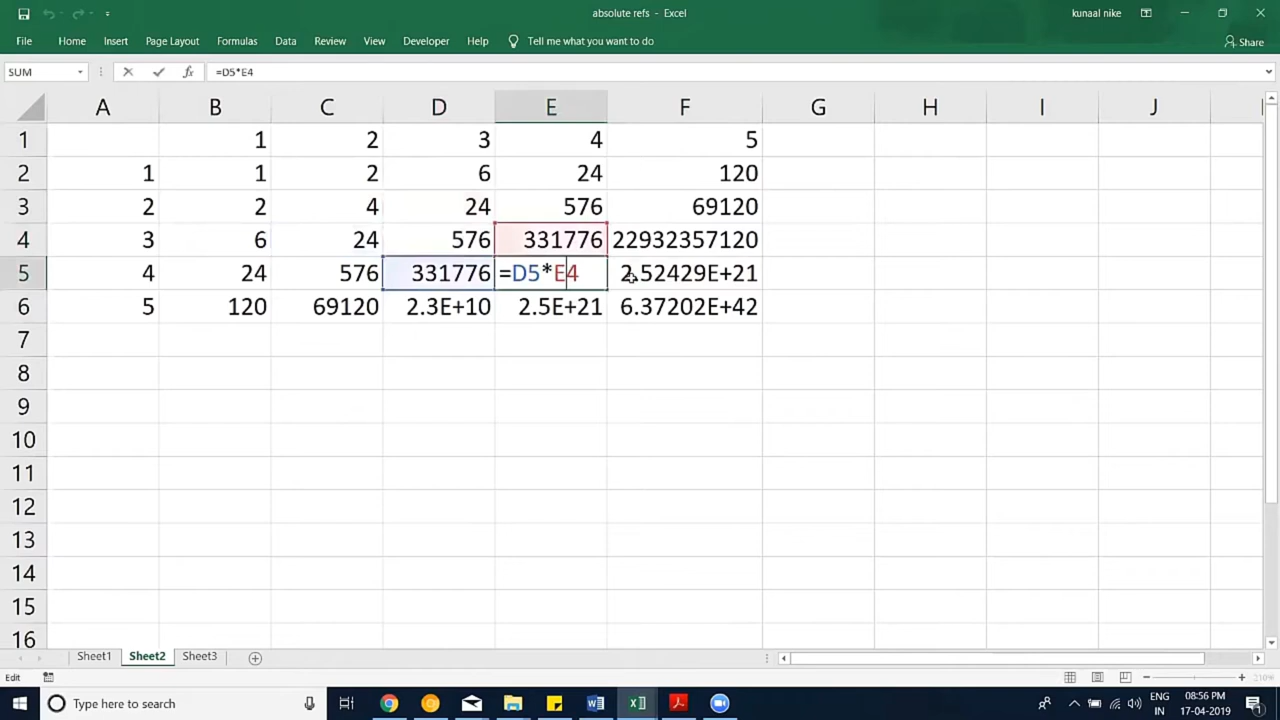 absolute refs - Excel
kunaal nike
File Home Insert Page Layout Formulas Data Review View Developer Help Tell me what you want to do Share
SUM fx =D5*E4
A B C D E F G H I J
1 1 2 3 4 5
2 1 1 2 6 24 120
3 2 2 4 24 576 69120
4 3 6 24 576 331776 22932357120
5 4 24 576 331776 =D5*E4 2.52429E+21
6 5 120 69120 2.3E+10 2.5E+21 6.37202E+42
7
8
9
10
11
12
13
14
15
16
Sheet1 Sheet2 Sheet3
Edit 210%
Type here to search
ENG 08:56 PM
IN 17-04-2019